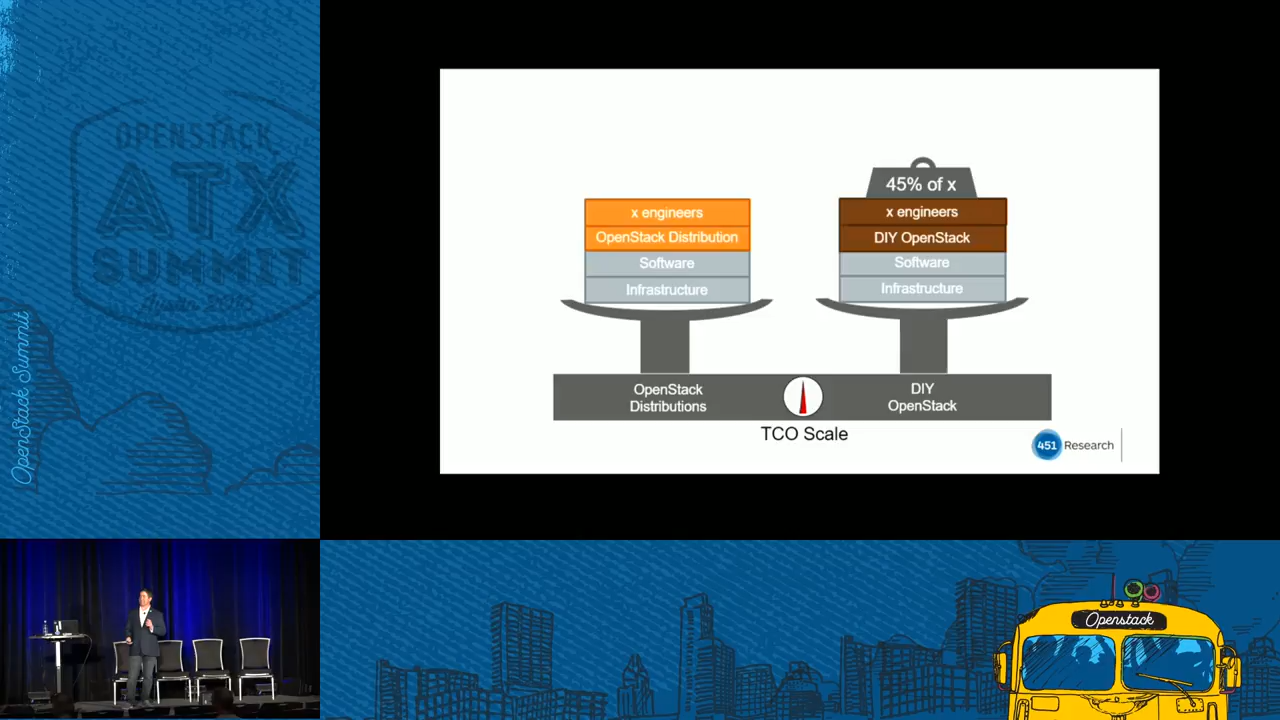 OPENSTACK
ATX
SUMMIT
Austin
OpenStack Summit
45% of x
x engineers
OpenStack Distribution
Software
Infrastructure
x engineers
DIY OpenStack
Software
Infrastructure
OpenStack
Distributions
DIY
OpenStack
TCO Scale
451 Research
Openstack